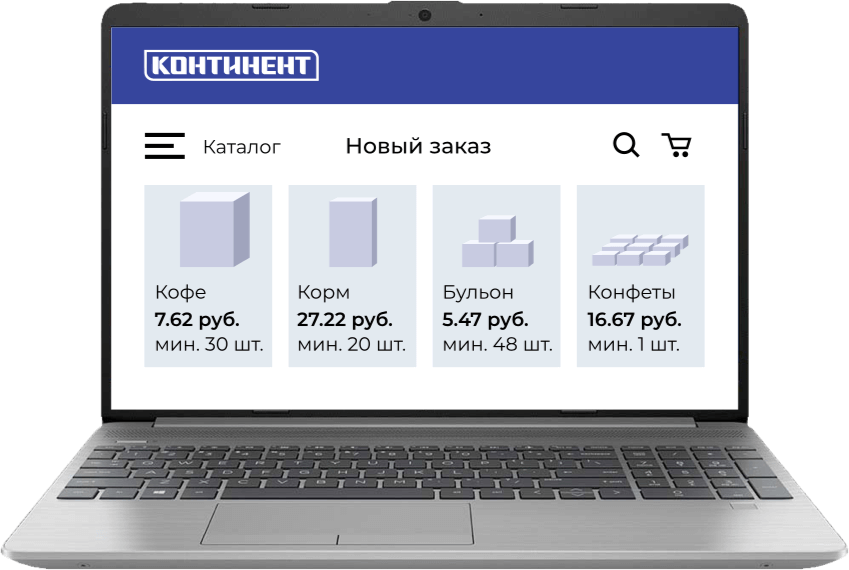 КОНТИНЕНТ
Каталог
Новый заказ
Кофе
7.62 руб.
мин. 30 шт.
Корм
27.22 руб.
мин. 20 шт.
Бульон
5.47 руб.
мин. 48 шт.
Конфеты
16.67 руб.
мин. 1 шт.